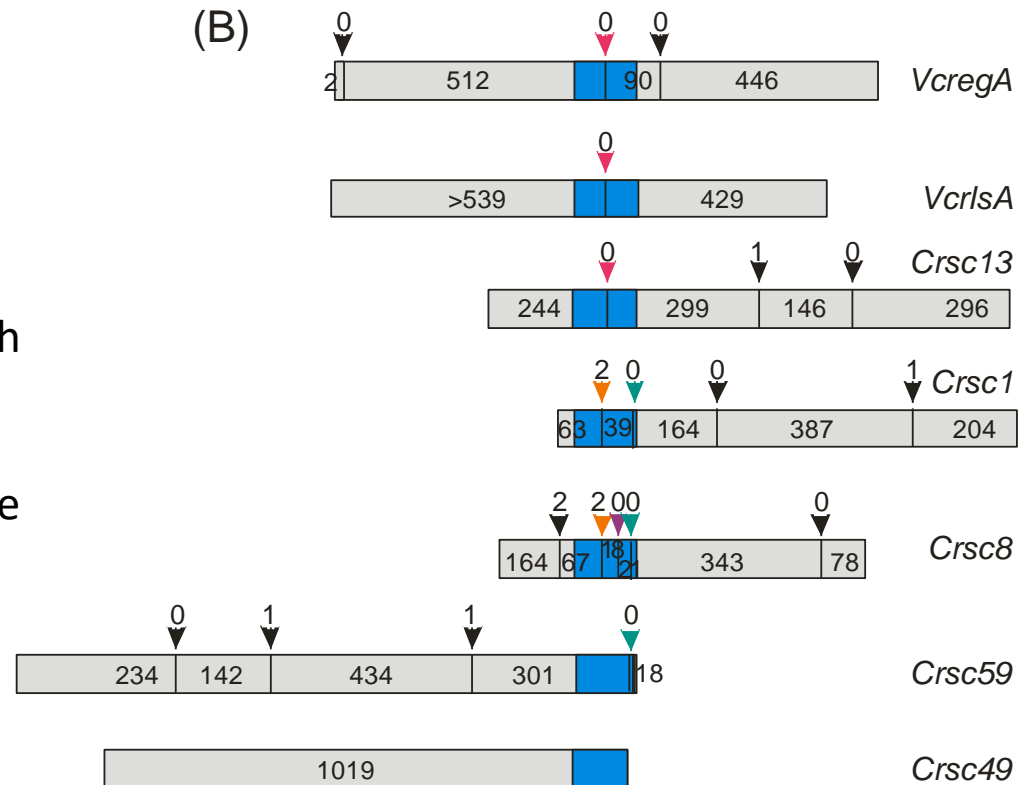 (B)
0 0 0
2 512 90 446 VcregA
0
>539 429 VcrlsA
0 1 0 Crsc13
244 299 146 296
h
2 0 0 1 Crsc1
63 39 164 387 204
e
2 2 0 0 0
164 67 18 21 343 78 Crsc8
0 1 1 0
234 142 434 301 18 Crsc59
1019 Crsc49